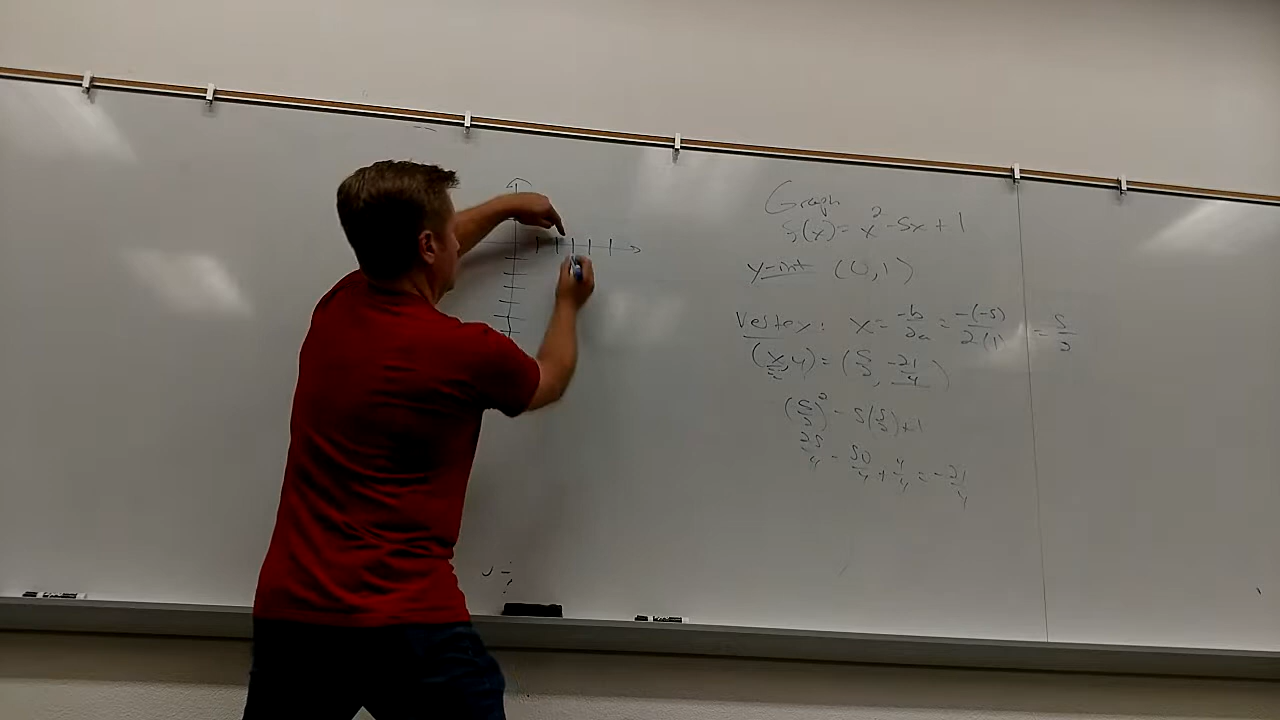 Graph
f(x) = x² - 5x + 1
y-int (0, 1)
Vertex: x = -b/2a = -(-5)/2(1) = 5/2
(x, y) = (5/2, -21/4)
(5/2)² - 5(5/2) + 1
25/4 - 50/4 + 4/4 = -21/4